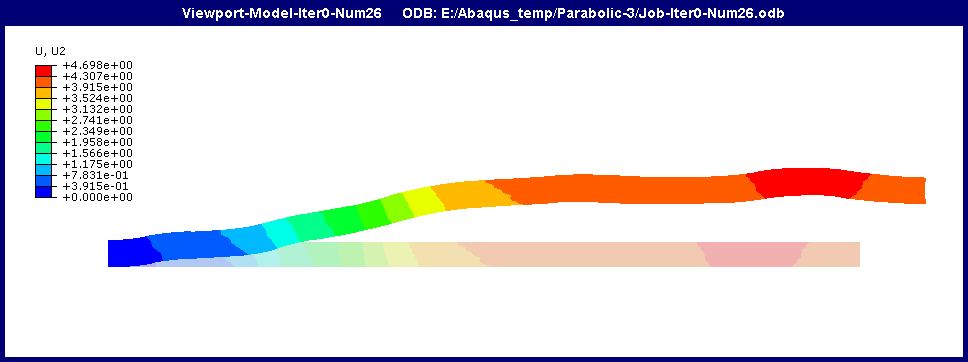 Viewport-Model-Iter0-Num26 ODB: E:/Abaqus_temp/Parabolic-3/Job-Iter0-Num26.odb
U, U2
+4.698e+00
+4.307e+00
+3.915e+00
+3.524e+00
+3.132e+00
+2.741e+00
+2.349e+00
+1.958e+00
+1.566e+00
+1.175e+00
+7.831e-01
+3.915e-01
+0.000e+00